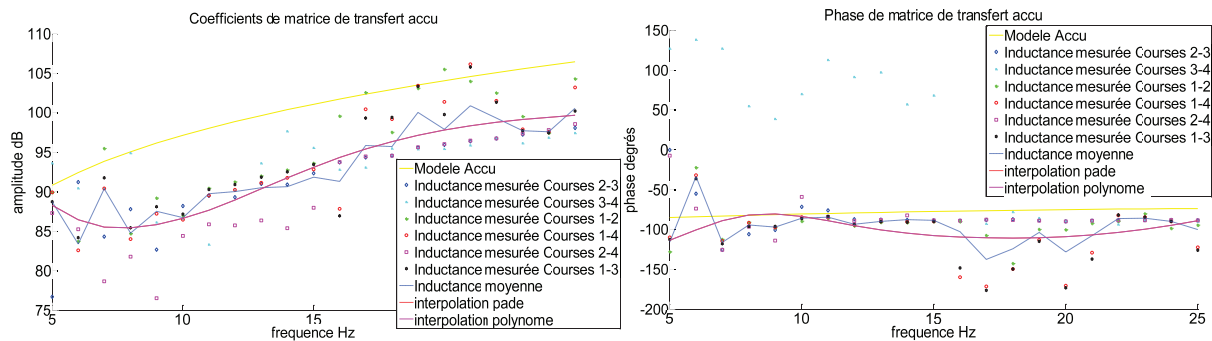 Coefficients de matrice de transfert accu
amplitude dB
110
105
100
95
90
85
80
75
5
10
15
frequence Hz
Modele Accu
Inductance mesurée Courses 2-3
Inductance mesurée Courses 3-4
Inductance mesurée Courses 1-2
Inductance mesurée Courses 1-4
Inductance mesurée Courses 2-4
Inductance mesurée Courses 1-3
Inductance moyenne
interpolation pade
interpolation polynome
Phase de matrice de transfert accu
phase degrés
150
100
50
0
-50
-100
-150
-200
5
10
15
20
25
frequence Hz
Modele Accu
Inductance mesurée Courses 2-3
Inductance mesurée Courses 3-4
Inductance mesurée Courses 1-2
Inductance mesurée Courses 1-4
Inductance mesurée Courses 2-4
Inductance mesurée Courses 1-3
Inductance moyenne
interpolation pade
interpolation polynome